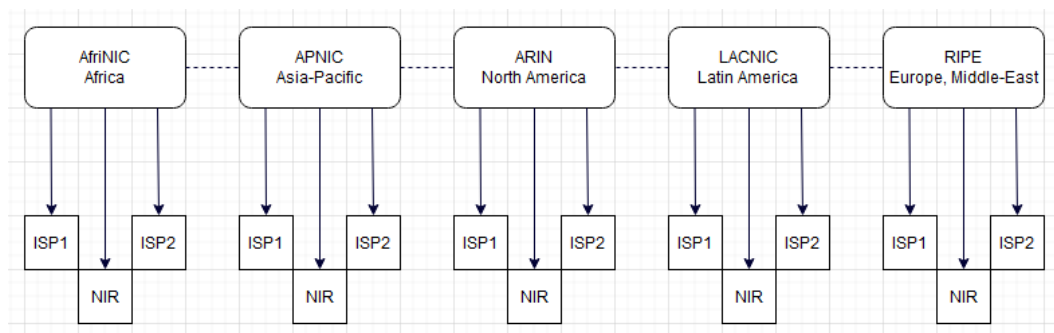 AfriNIC
Africa
APNIC
Asia-Pacific
ARIN
North America
LACNIC
Latin America
RIPE
Europe, Middle-East
ISP1
ISP2
ISP1
ISP2
ISP1
ISP2
ISP1
ISP2
ISP1
ISP2
NIR
NIR
NIR
NIR
NIR